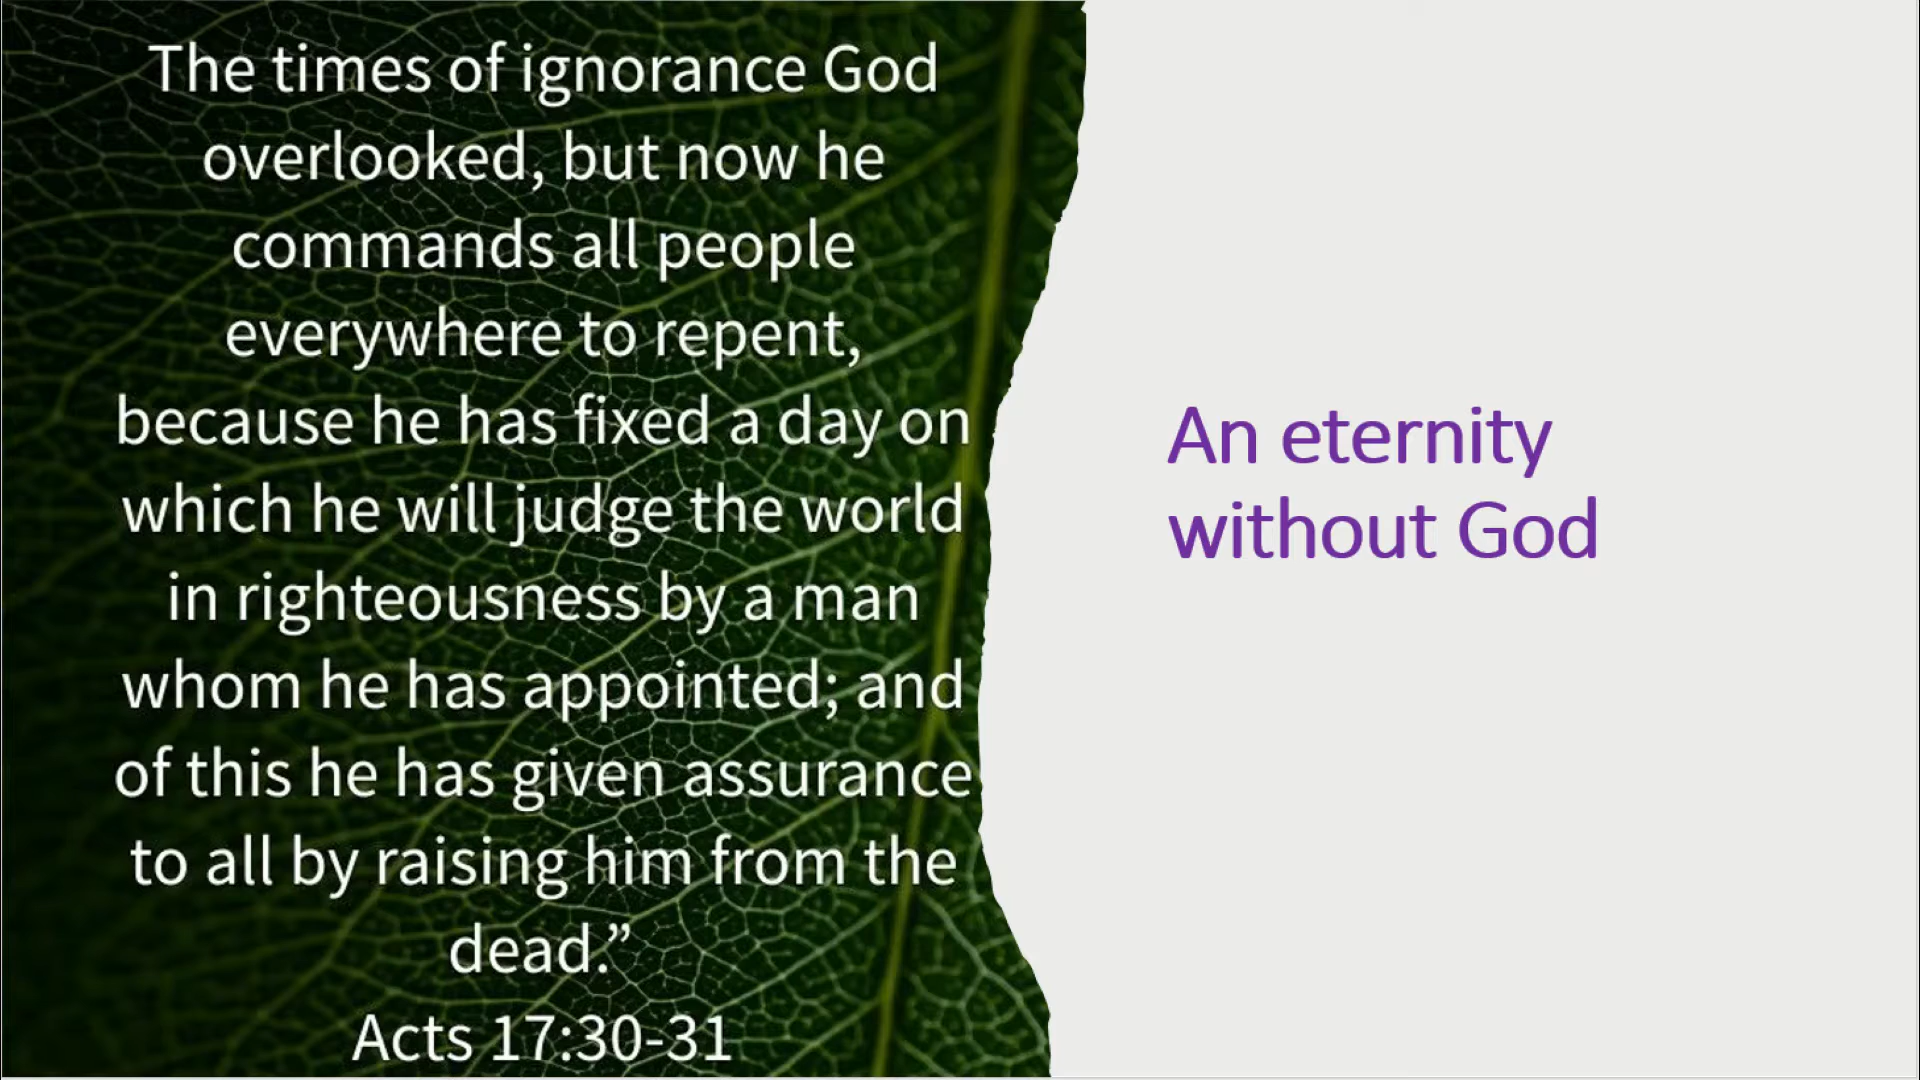 The times of ignorance God
overlooked, but now he
commands all people
everywhere to repent,
because he has fixed a day on
which he will judge the world
in righteousness by a man
whom he has appointed; and
of this he has given assurance
to all by raising him from the
dead.”
Acts 17:30-31
An eternity
without God